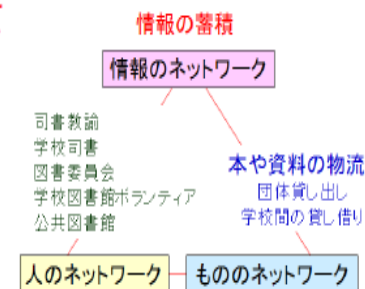 情報の蓄積
情報のネットワーク
司書教諭
学校司書
図書委員会
学校図書館ボランティア
公共図書館
本や資料の物流
団体貸し出し
学校間の貸し借り
人のネットワーク
もののネットワーク